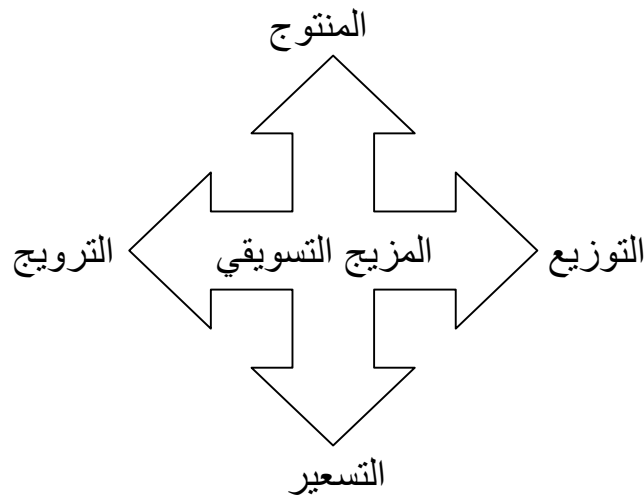 المنتوج
التوزيع
المزيج التسويقي
الترويج
التسعير